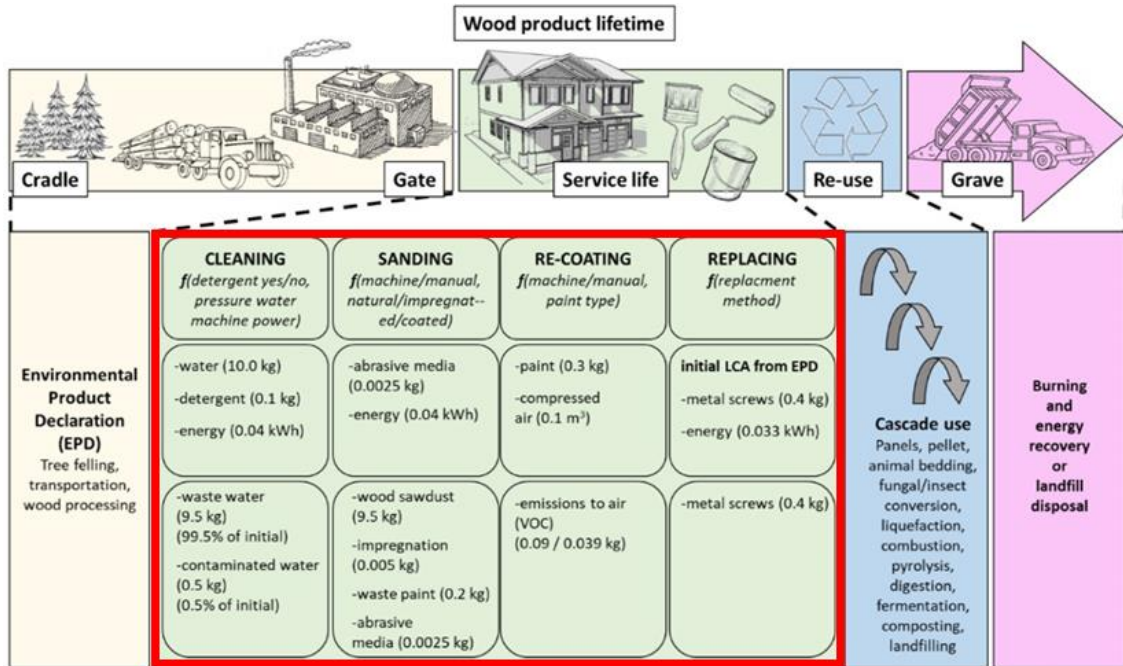 Wood product lifetime
Cradle
Gate
Service life
Re-use
Grave
Environmental
Product
Declaration
(EPD)
Tree felling,
transportation,
wood processing
CLEANING
f(detergent yes/no,
pressure water
machine power)
-water (10.0 kg)
-detergent (0.1 kg)
-energy (0.04 kWh)
-waste water
(9.5 kg)
(99.5% of initial)
-contaminated water
(0.5 kg)
(0.5% of initial)
SANDING
f(machine/manual,
natural/impregnat--
ed/coated)
-abrasive media
(0.0025 kg)
-energy (0.04 kWh)
-wood sawdust
(9.5 kg)
-impregnation
(0.005 kg)
-waste paint (0.2 kg)
-abrasive
media (0.0025 kg)
RE-COATING
f(machine/manual,
paint type)
-paint (0.3 kg)
-compressed
air (0.1 m³)
-emissions to air
(VOC)
(0.09 / 0.039 kg)
REPLACING
f(replacment
method)
initial LCA from EPD
-metal screws (0.4 kg)
-energy (0.033 kWh)
-metal screws (0.4 kg)
Cascade use
Panels, pellet,
animal bedding,
fungal/insect
conversion,
liquefaction,
combustion,
pyrolysis,
digestion,
fermentation,
composting,
landfilling
Burning and
energy
recovery
or
landfill
disposal